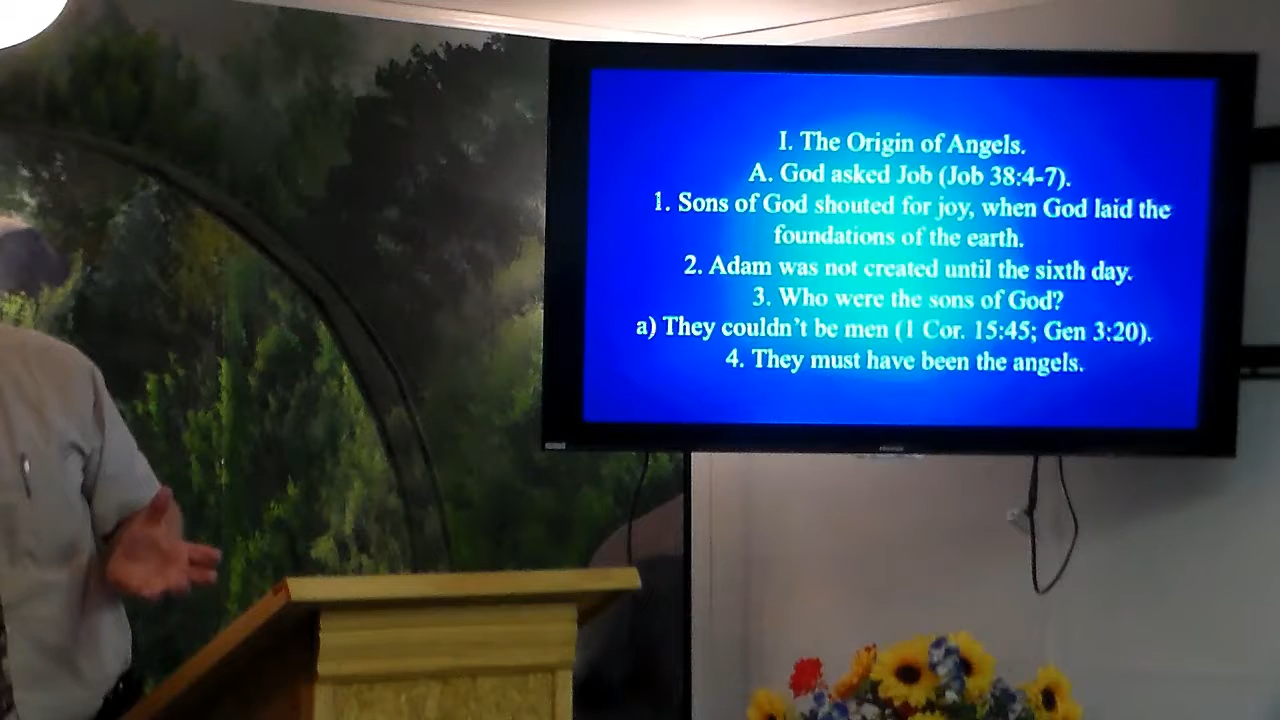 I. The Origin of Angels.
A. God asked Job (Job 38:4-7).
1. Sons of God shouted for joy, when God laid the
foundations of the earth.
2. Adam was not created until the sixth day.
3. Who were the sons of God?
a) They couldn't be men (1 Cor. 15:45; Gen 3:20).
4. They must have been the angels.